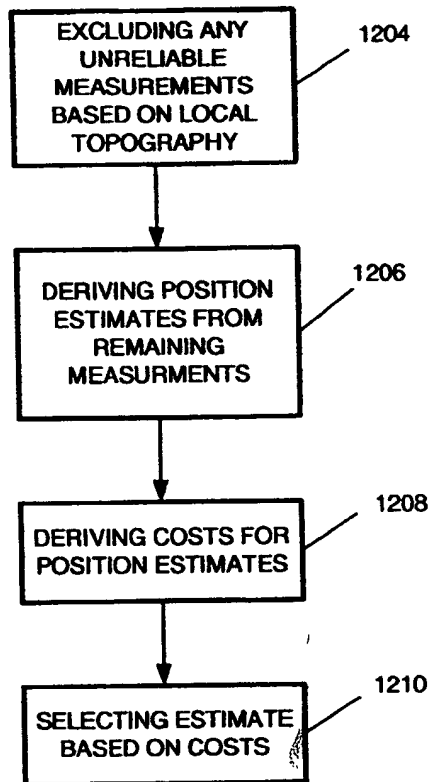 EXCLUDING ANY
UNRELIABLE
MEASUREMENTS
BASED ON LOCAL
TOPOGRAPHY
1204
DERIVING POSITION
ESTIMATES FROM
REMAINING
MEASURMENTS
1206
DERIVING COSTS FOR
POSITION ESTIMATES
1208
SELECTING ESTIMATE
BASED ON COSTS
1210